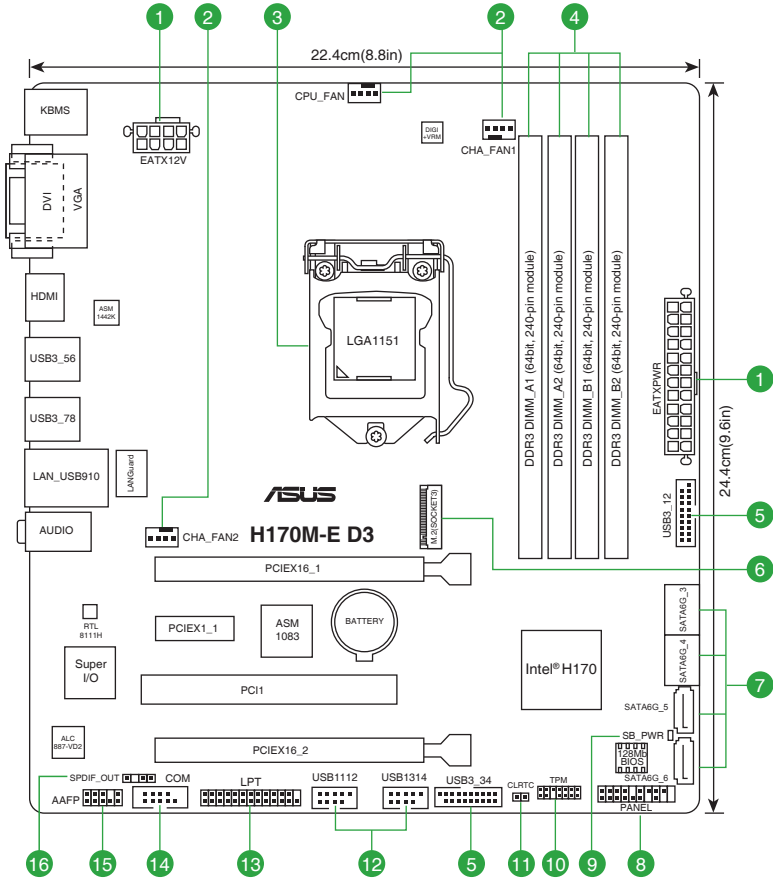 1
2
3
2
4
22.4cm(8.8in)
KBMS
CPU_FAN
DIGI
+VRM
CHA_FAN1
EATX12V
DVI
VGA
HDMI
ASM
1442K
LGA1151
DDR3 DIMM_A1 (64bit, 240-pin module)
DDR3 DIMM_A2 (64bit, 240-pin module)
DDR3 DIMM_B1 (64bit, 240-pin module)
DDR3 DIMM_B2 (64bit, 240-pin module)
EATXPWR
1
24.4cm(9.6in)
USB3_56
USB3_78
LAN_USB910
LANGuard
AUDIO
CHA_FAN2
ASUS
H170M-E D3
M.2(SOCKET3)
USB3_12
5
6
PCIEX16_1
RTL
8111H
PCIEX1_1
ASM
1083
BATTERY
Super
I/O
Intel® H170
SATA6G_3
SATA6G_4
7
PCI1
SATA6G_5
ALC
887-VD2
PCIEX16_2
SB_PWR
128Mb
BIOS
SATA6G_6
SPDIF_OUT
COM
LPT
USB1112
USB1314
USB3_34
CLRTC
TPM
AAFP
PANEL
16
15
14
13
12
5
11
10
9
8